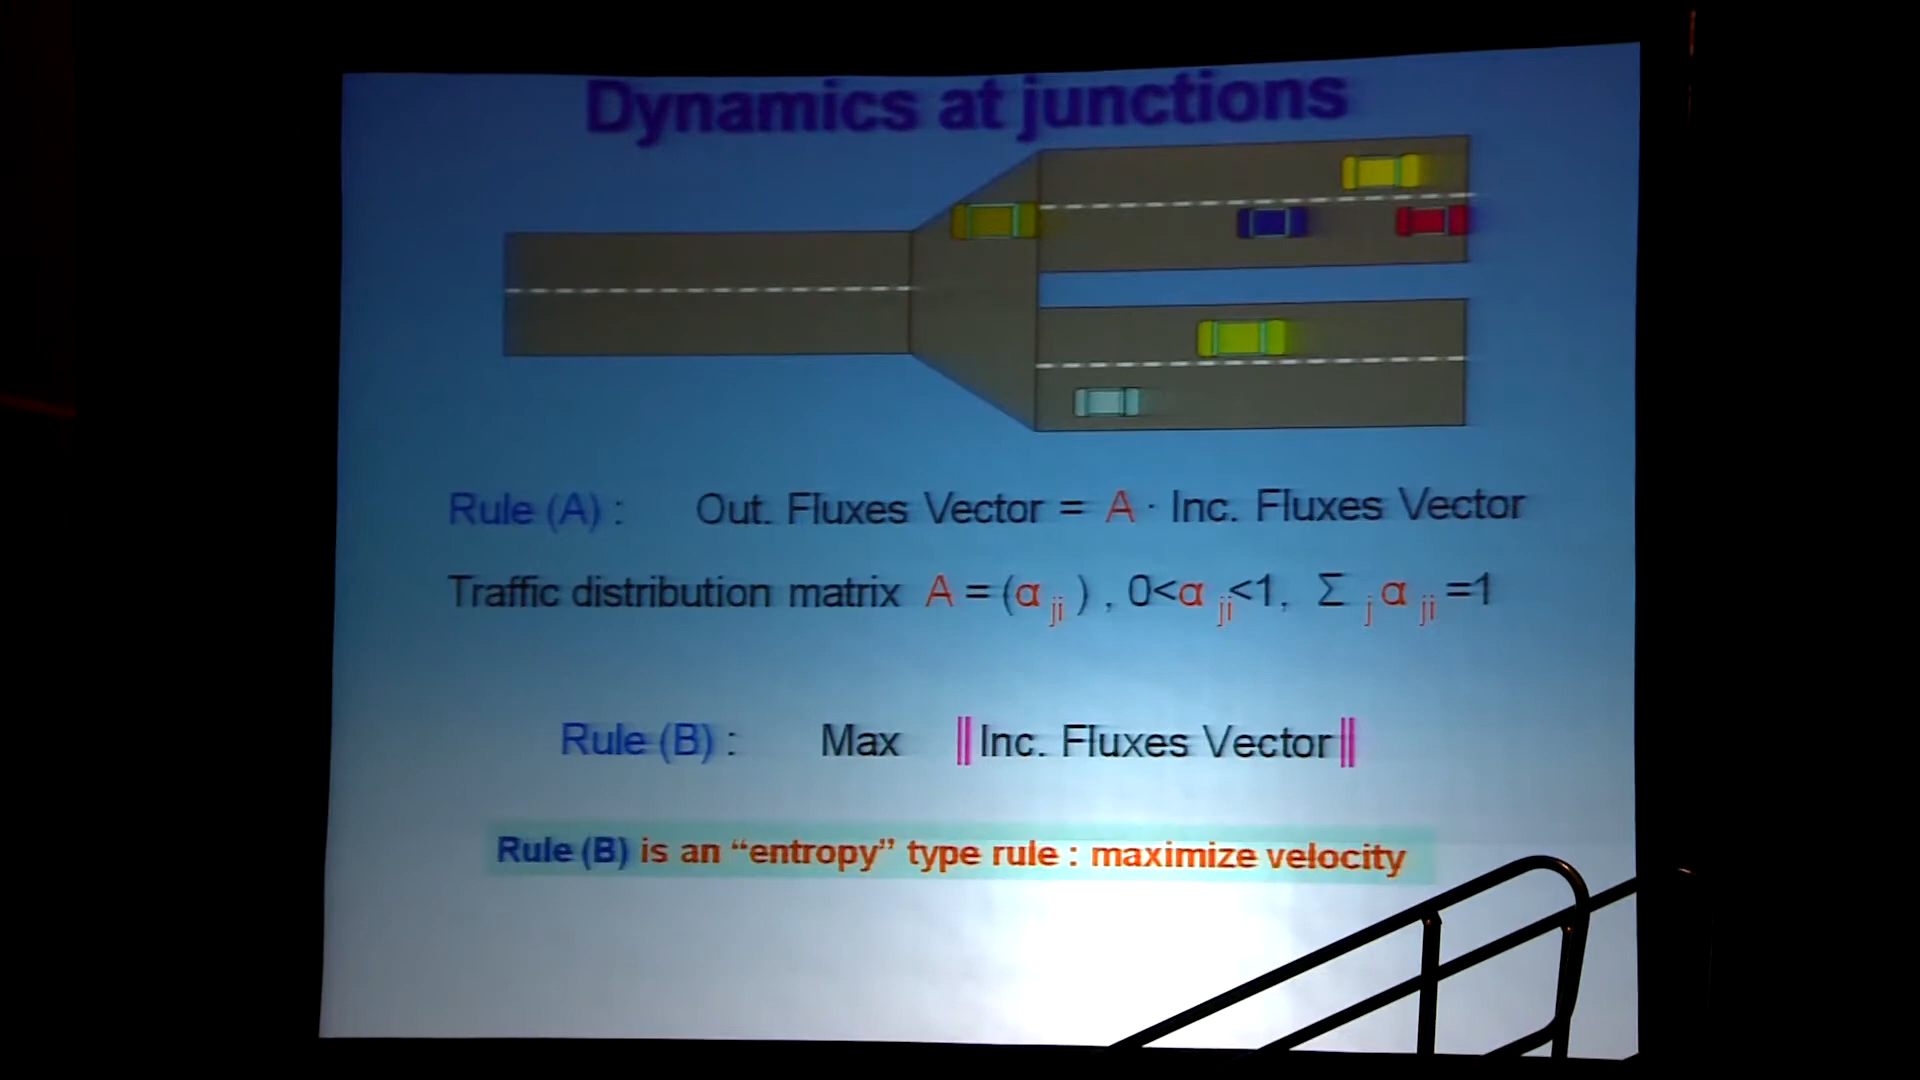 Dynamics at junctions
Rule (A) : Out. Fluxes Vector = A · Inc. Fluxes Vector
Traffic distribution matrix A = (α ji ) , 0<α ji<1, Σ j α ji =1
Rule (B) : Max ‖Inc. Fluxes Vector‖
Rule (B) is an “entropy” type rule : maximize velocity